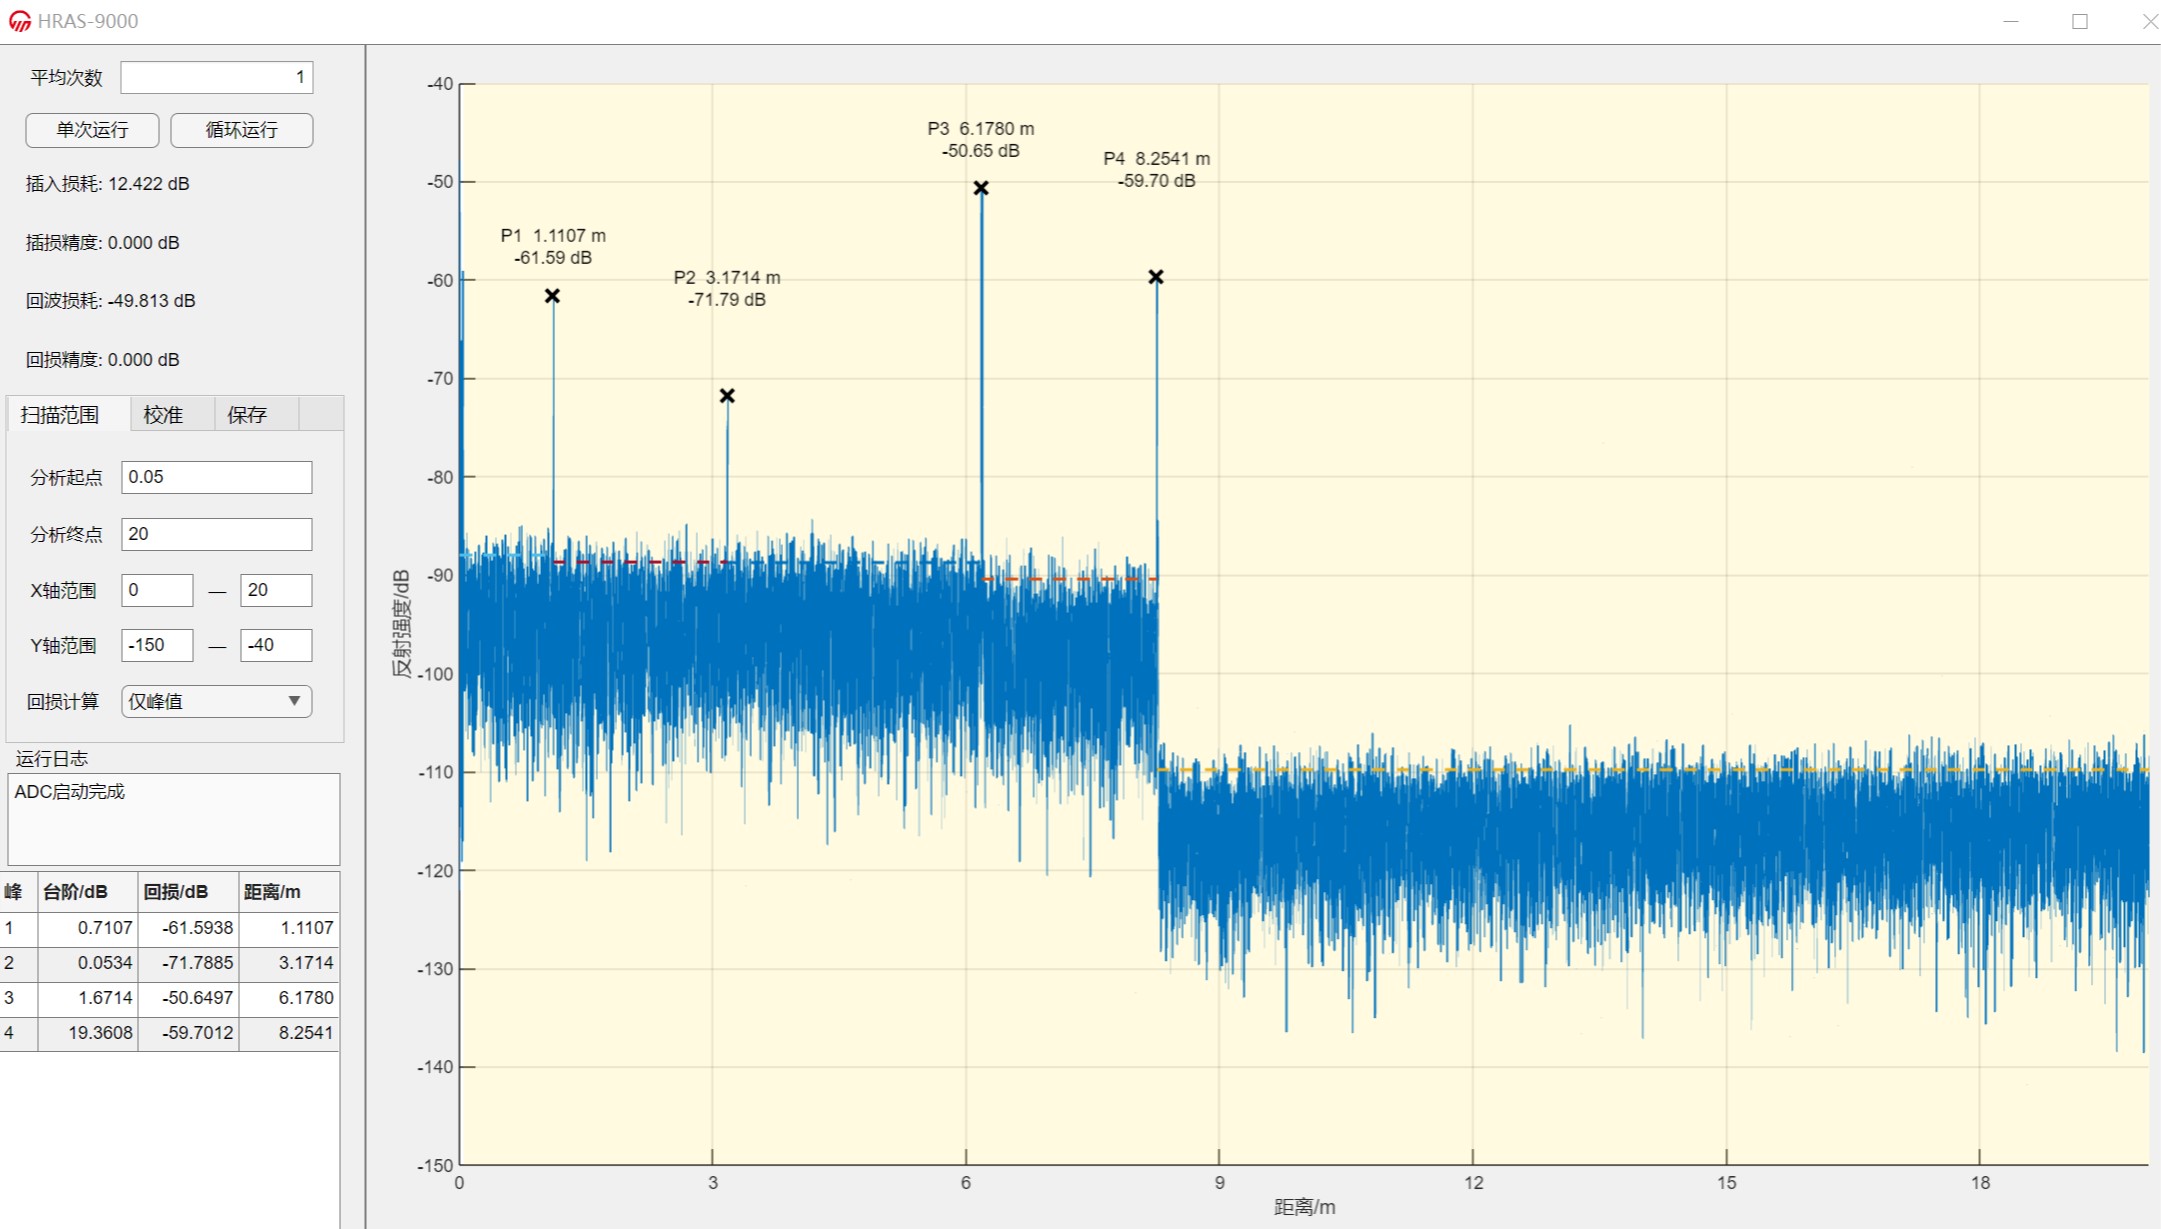 HRAS-9000
平均次数 1
单次运行 循环运行
插入损耗: 12.422 dB
插损精度: 0.000 dB
回波损耗: -49.813 dB
回损精度: 0.000 dB
扫描范围 校准 保存
分析起点 0.05
分析终点 20
X轴范围 0 — 20
Y轴范围 -150 — -40
回损计算 仅峰值
运行日志
ADC启动完成
峰 台阶/dB 回损/dB 距离/m
1 0.7107 -61.5938 1.1107
2 0.0534 -71.7885 3.1714
3 1.6714 -50.6497 6.1780
4 19.3608 -59.7012 8.2541
反射强度/dB
-40
-50
-60
-70
-80
-90
-100
-110
-120
-130
-140
-150
P1 1.1107 m
-61.59 dB
P2 3.1714 m
-71.79 dB
P3 6.1780 m
-50.65 dB
P4 8.2541 m
-59.70 dB
0 3 6 9 12 15 18
距离/m